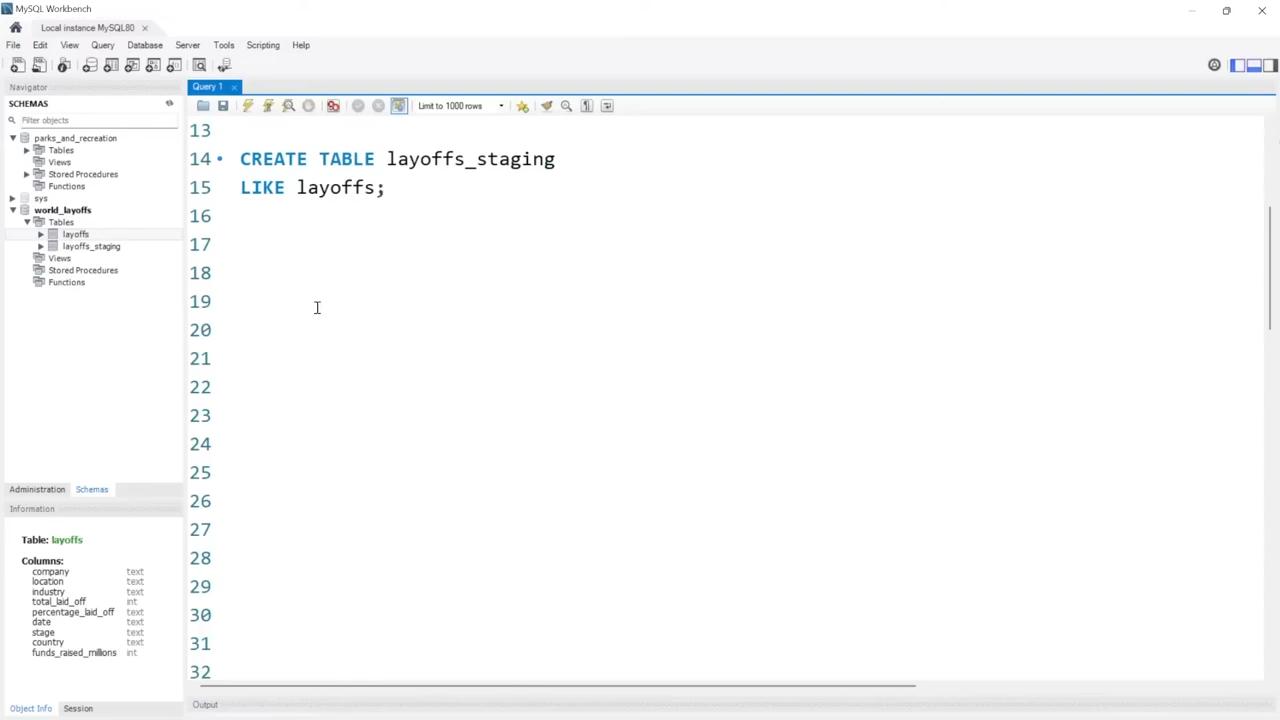 MySQL Workbench
Local instance MySQL80
File Edit View Query Database Server Tools Scripting Help
Navigator
SCHEMAS
Filter objects
parks_and_recreation
Tables
Views
Stored Procedures
Functions
sys
world_layoffs
Tables
layoffs
layoffs_staging
Views
Stored Procedures
Functions
Administration Schemas
Information
Table: layoffs
Columns:
company text
location text
industry text
total_laid_off int
percentage_laid_off text
date text
stage text
country text
funds_raised_millions int
Object Info Session
Query 1
Limit to 1000 rows
13
14 CREATE TABLE layoffs_staging
15 LIKE layoffs;
16
17
18
19
20
21
22
23
24
25
26
27
28
29
30
31
32
Output